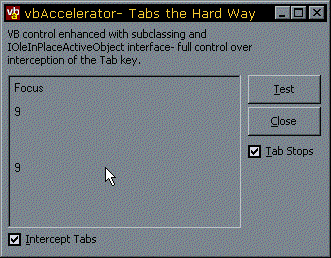 vbAccelerator- Tabs the Hard Way
VB control enhanced with subclassing and
IOleInPlaceActiveObject interface- full control over
interception of the Tab key.
Focus
9
9
Test
Close
Tab Stops
Intercept Tabs